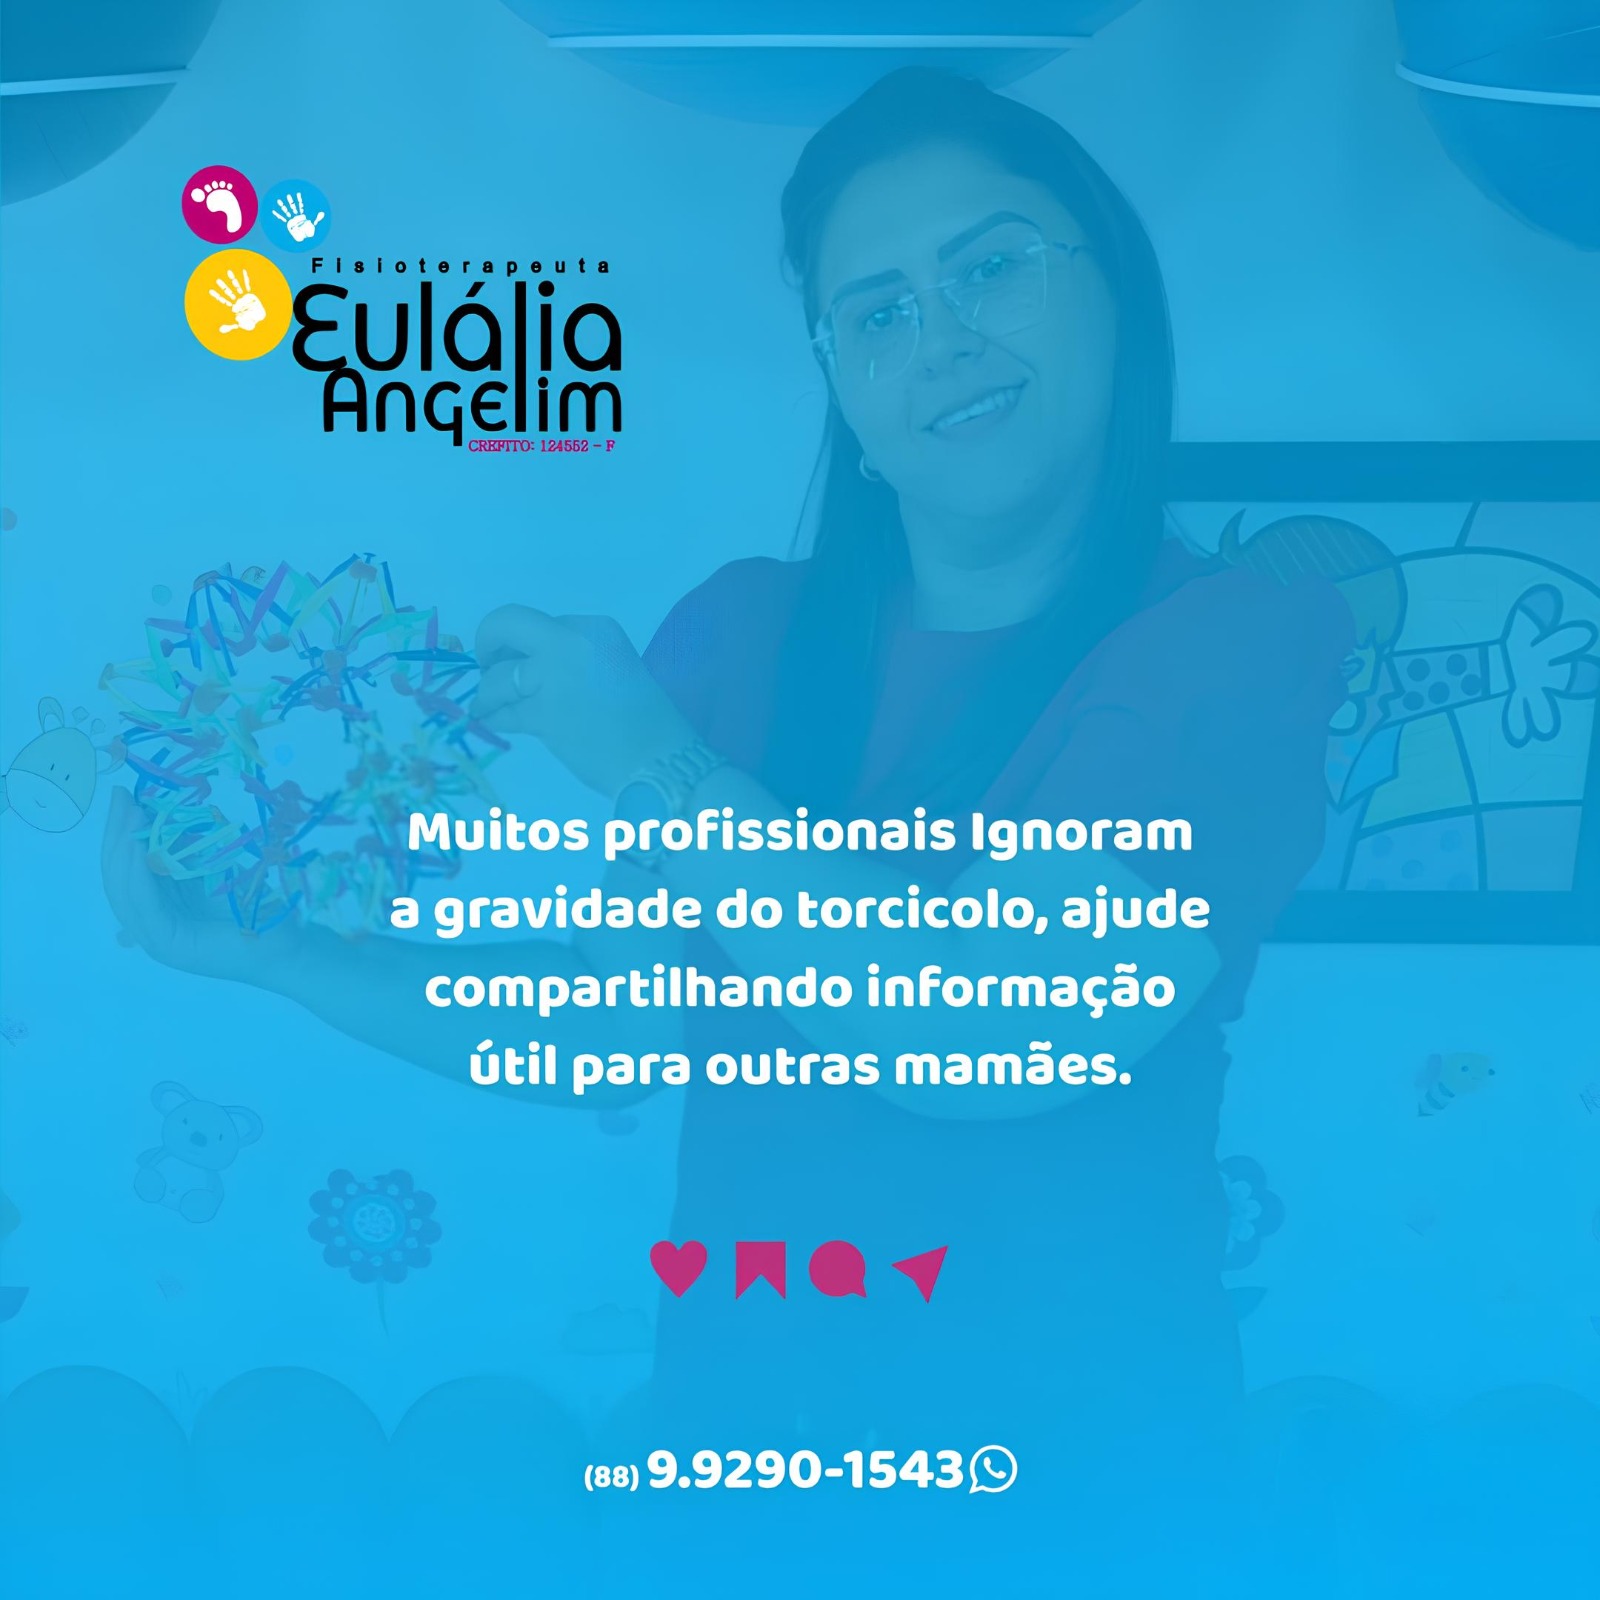 Fisioterapeuta
Eulália
Angelim
CREFITO: 124552 - F
Muitos profissionais Ignoram
a gravidade do torcicolo, ajude
compartilhando informação
útil para outras mamães.
(88) 9.9290-1543